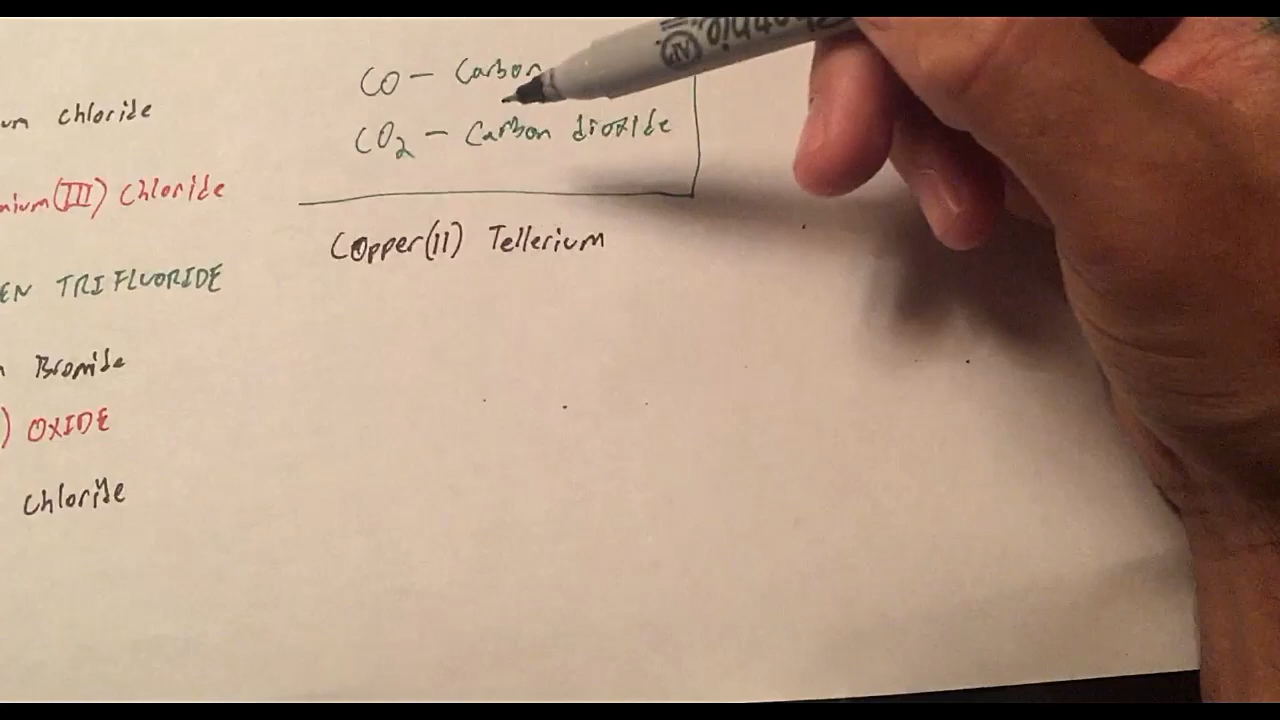 um chloride
nium(III) Chloride
EN TRIFLUORIDE
n Bromide
) OXIDE
Chloride
CO — Carbon
CO2 — Carbon dioxide
Copper(II) Tellerium